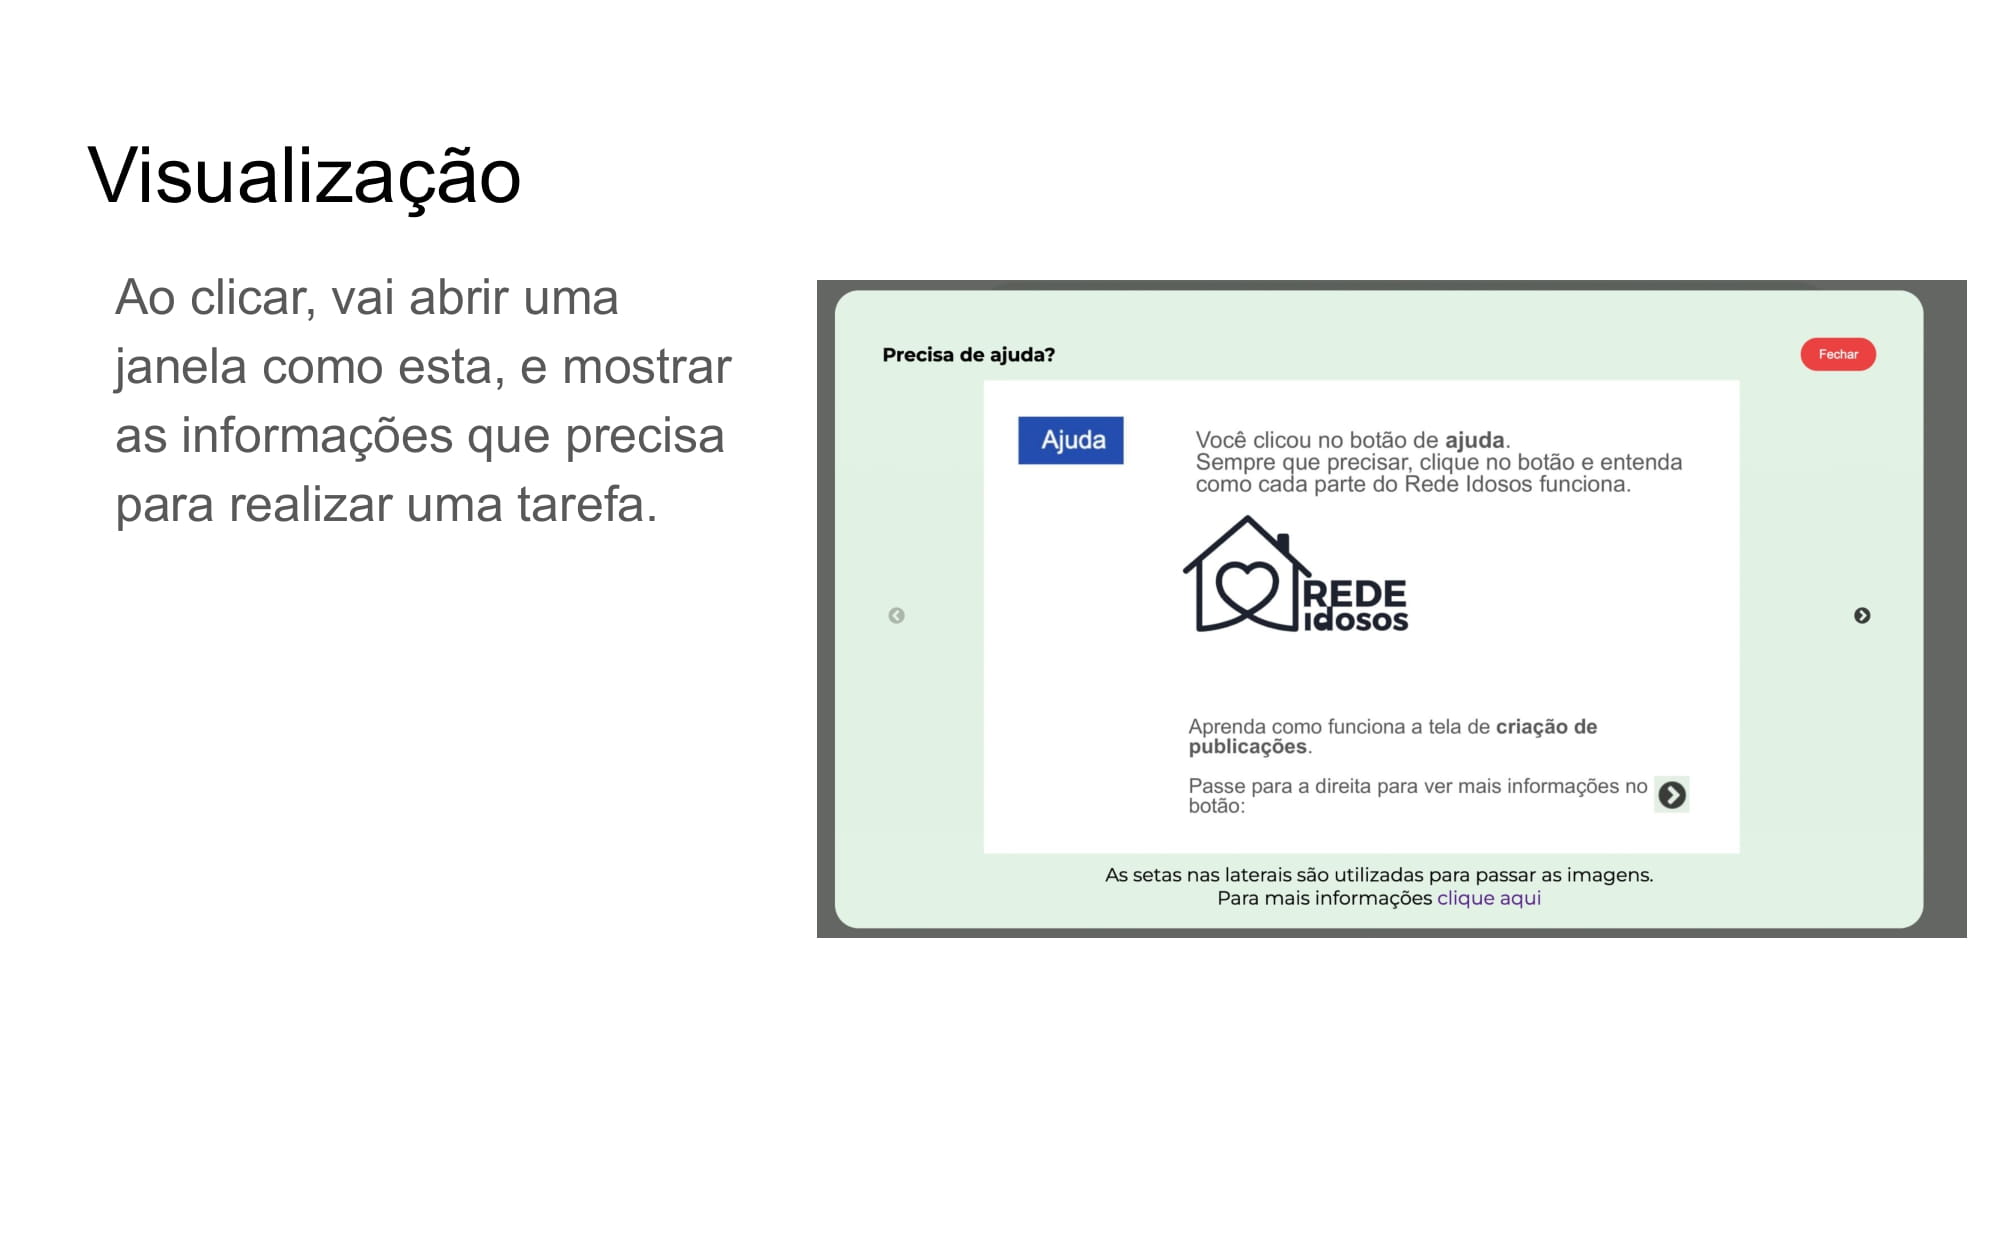 Visualização
Ao clicar, vai abrir uma
janela como esta, e mostrar
as informações que precisa
para realizar uma tarefa.
Precisa de ajuda?
Fechar
Ajuda
Você clicou no botão de ajuda.
Sempre que precisar, clique no botão e entenda
como cada parte do Rede Idosos funciona.
REDE
idosos
Aprenda como funciona a tela de criação de
publicações.
Passe para a direita para ver mais informações no
botão:
As setas nas laterais são utilizadas para passar as imagens.
Para mais informações clique aqui